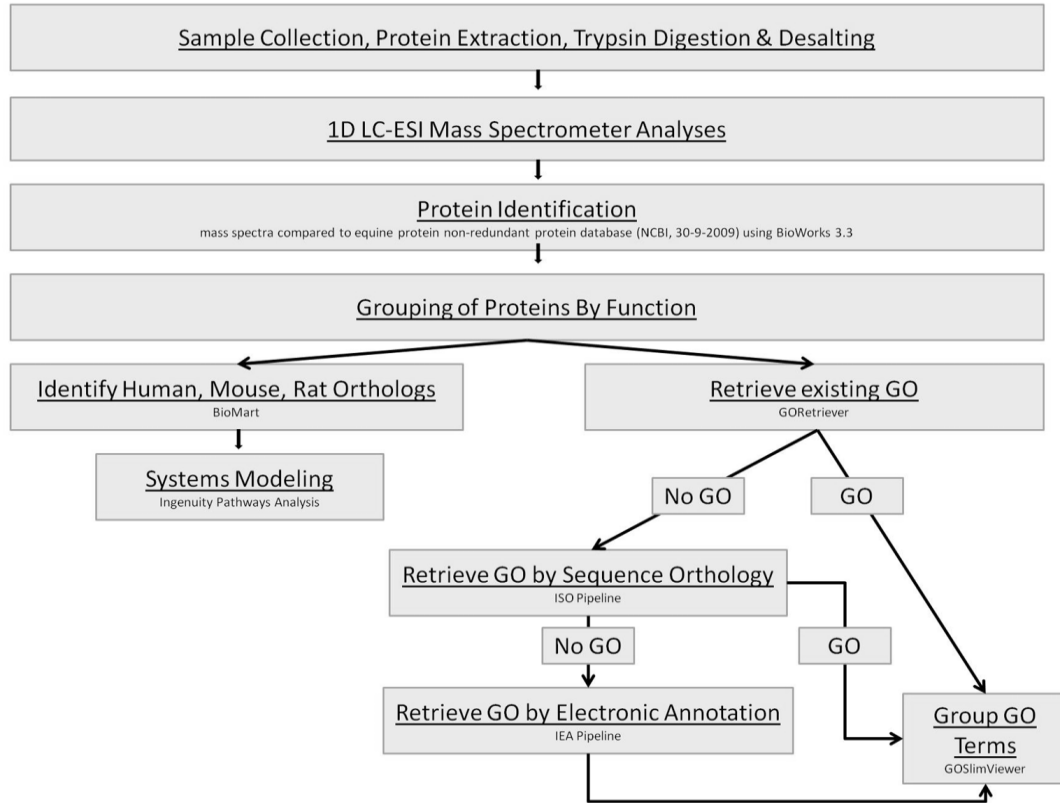 Sample Collection, Protein Extraction, Trypsin Digestion & Desalting
1D LC-ESI Mass Spectrometer Analyses
Protein Identification
mass spectra compared to equine protein non-redundant protein database (NCBI, 30-9-2009) using BioWorks 3.3
Grouping of Proteins By Function
Identify Human, Mouse, Rat Orthologs
BioMart
Systems Modeling
Ingenuity Pathways Analysis
Retrieve existing GO
GORetriever
No GO
GO
Retrieve GO by Sequence Orthology
ISO Pipeline
No GO
GO
Retrieve GO by Electronic Annotation
IEA Pipeline
Group GO
Terms
GOSlimViewer